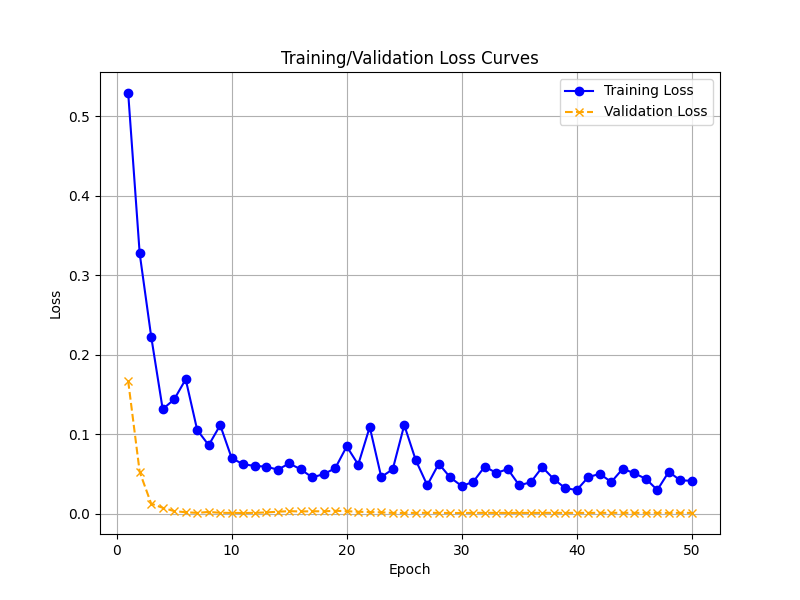 Training/Validation Loss Curves
Training Loss
Validation Loss
0.5
0.4
0.3
0.2
0.1
0.0
Loss
0 10 20 30 40 50
Epoch